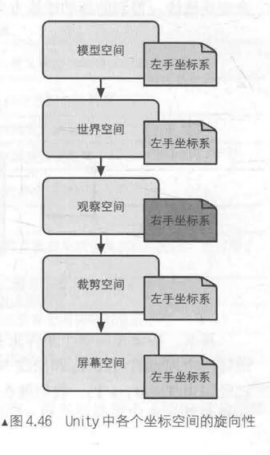 模型空间
左手坐标系
世界空间
左手坐标系
观察空间
右手坐标系
裁剪空间
左手坐标系
屏幕空间
左手坐标系
▲图 4.46 Unity 中各个坐标空间的旋向性